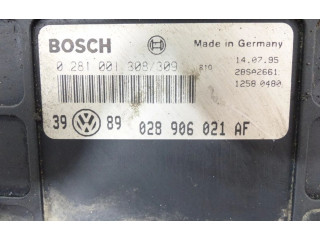 BOSCH Made in Germany
0 281 001 308/309 14.07.95
28SA2661
1258 0480
39 89 028 906 021 AF